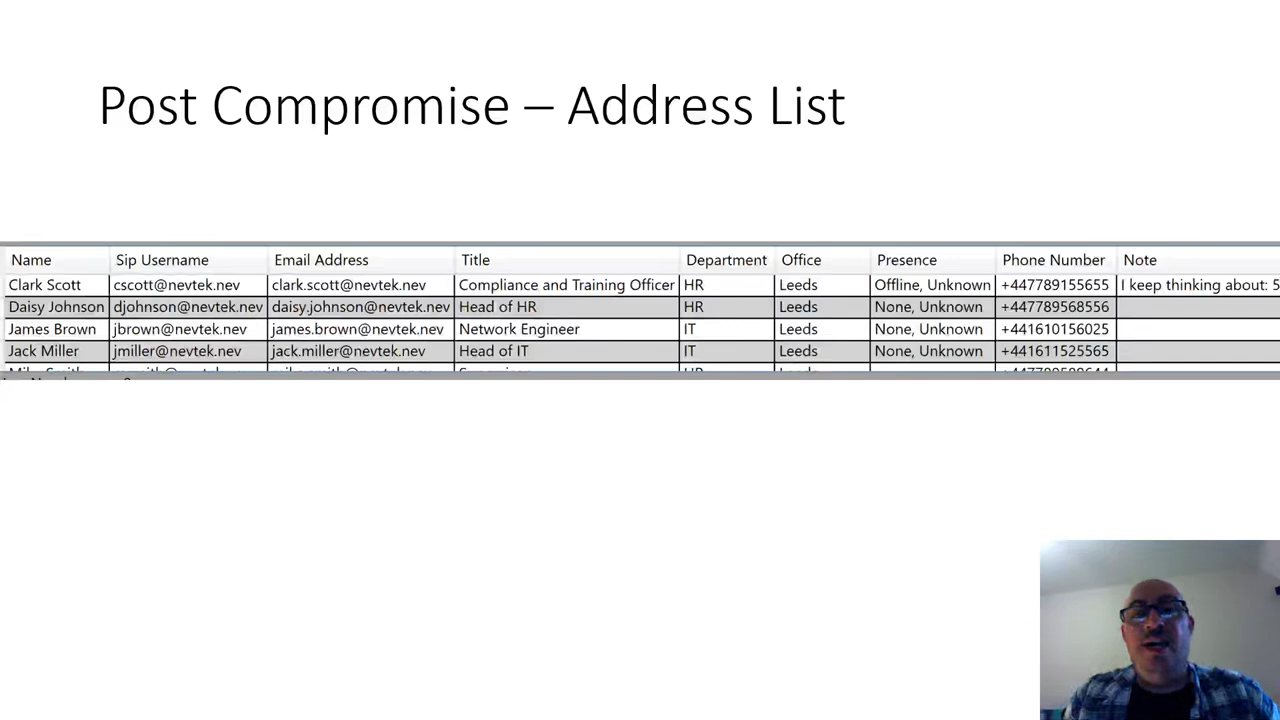 Post Compromise – Address List
Name Sip Username Email Address Title Department Office Presence Phone Number Note
Clark Scott cscott@nevtek.nev clark.scott@nevtek.nev Compliance and Training Officer HR Leeds Offline, Unknown +447789155655 I keep thinking about: 5
Daisy Johnson djohnson@nevtek.nev daisy.johnson@nevtek.nev Head of HR HR Leeds None, Unknown +447789568556
James Brown jbrown@nevtek.nev james.brown@nevtek.nev Network Engineer IT Leeds None, Unknown +441610156025
Jack Miller jmiller@nevtek.nev jack.miller@nevtek.nev Head of IT IT Leeds None, Unknown +441611525565